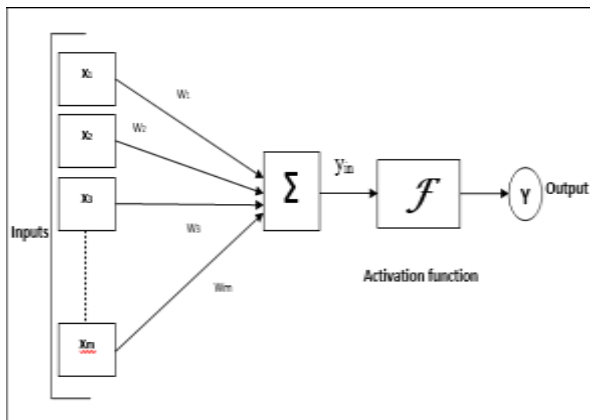 X1
W1
X2
W2
yin
Σ
F
X3
Y
Output
Inputs
W3
Activation function
Wm
Xm